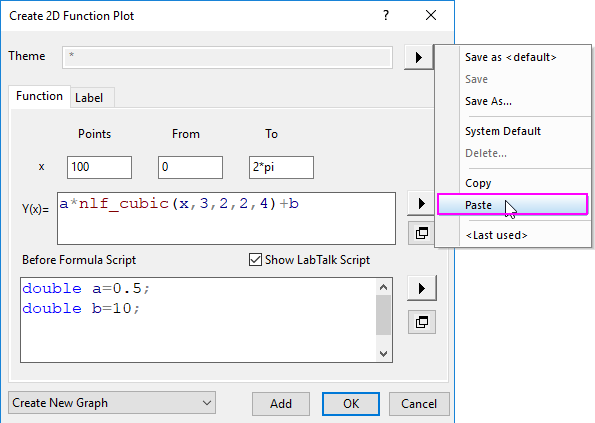 Create 2D Function Plot ?
Theme *
Save as <default>
Save
Save As...
System Default
Delete...
Copy
Paste
<Last used>
Function Label
Points From To
x 100 0 2*pi
Y(x)= a*nlf_cubic(x,3,2,2,4)+b
Before Formula Script Show LabTalk Script
double a=0.5;
double b=10;
Create New Graph Add OK Cancel